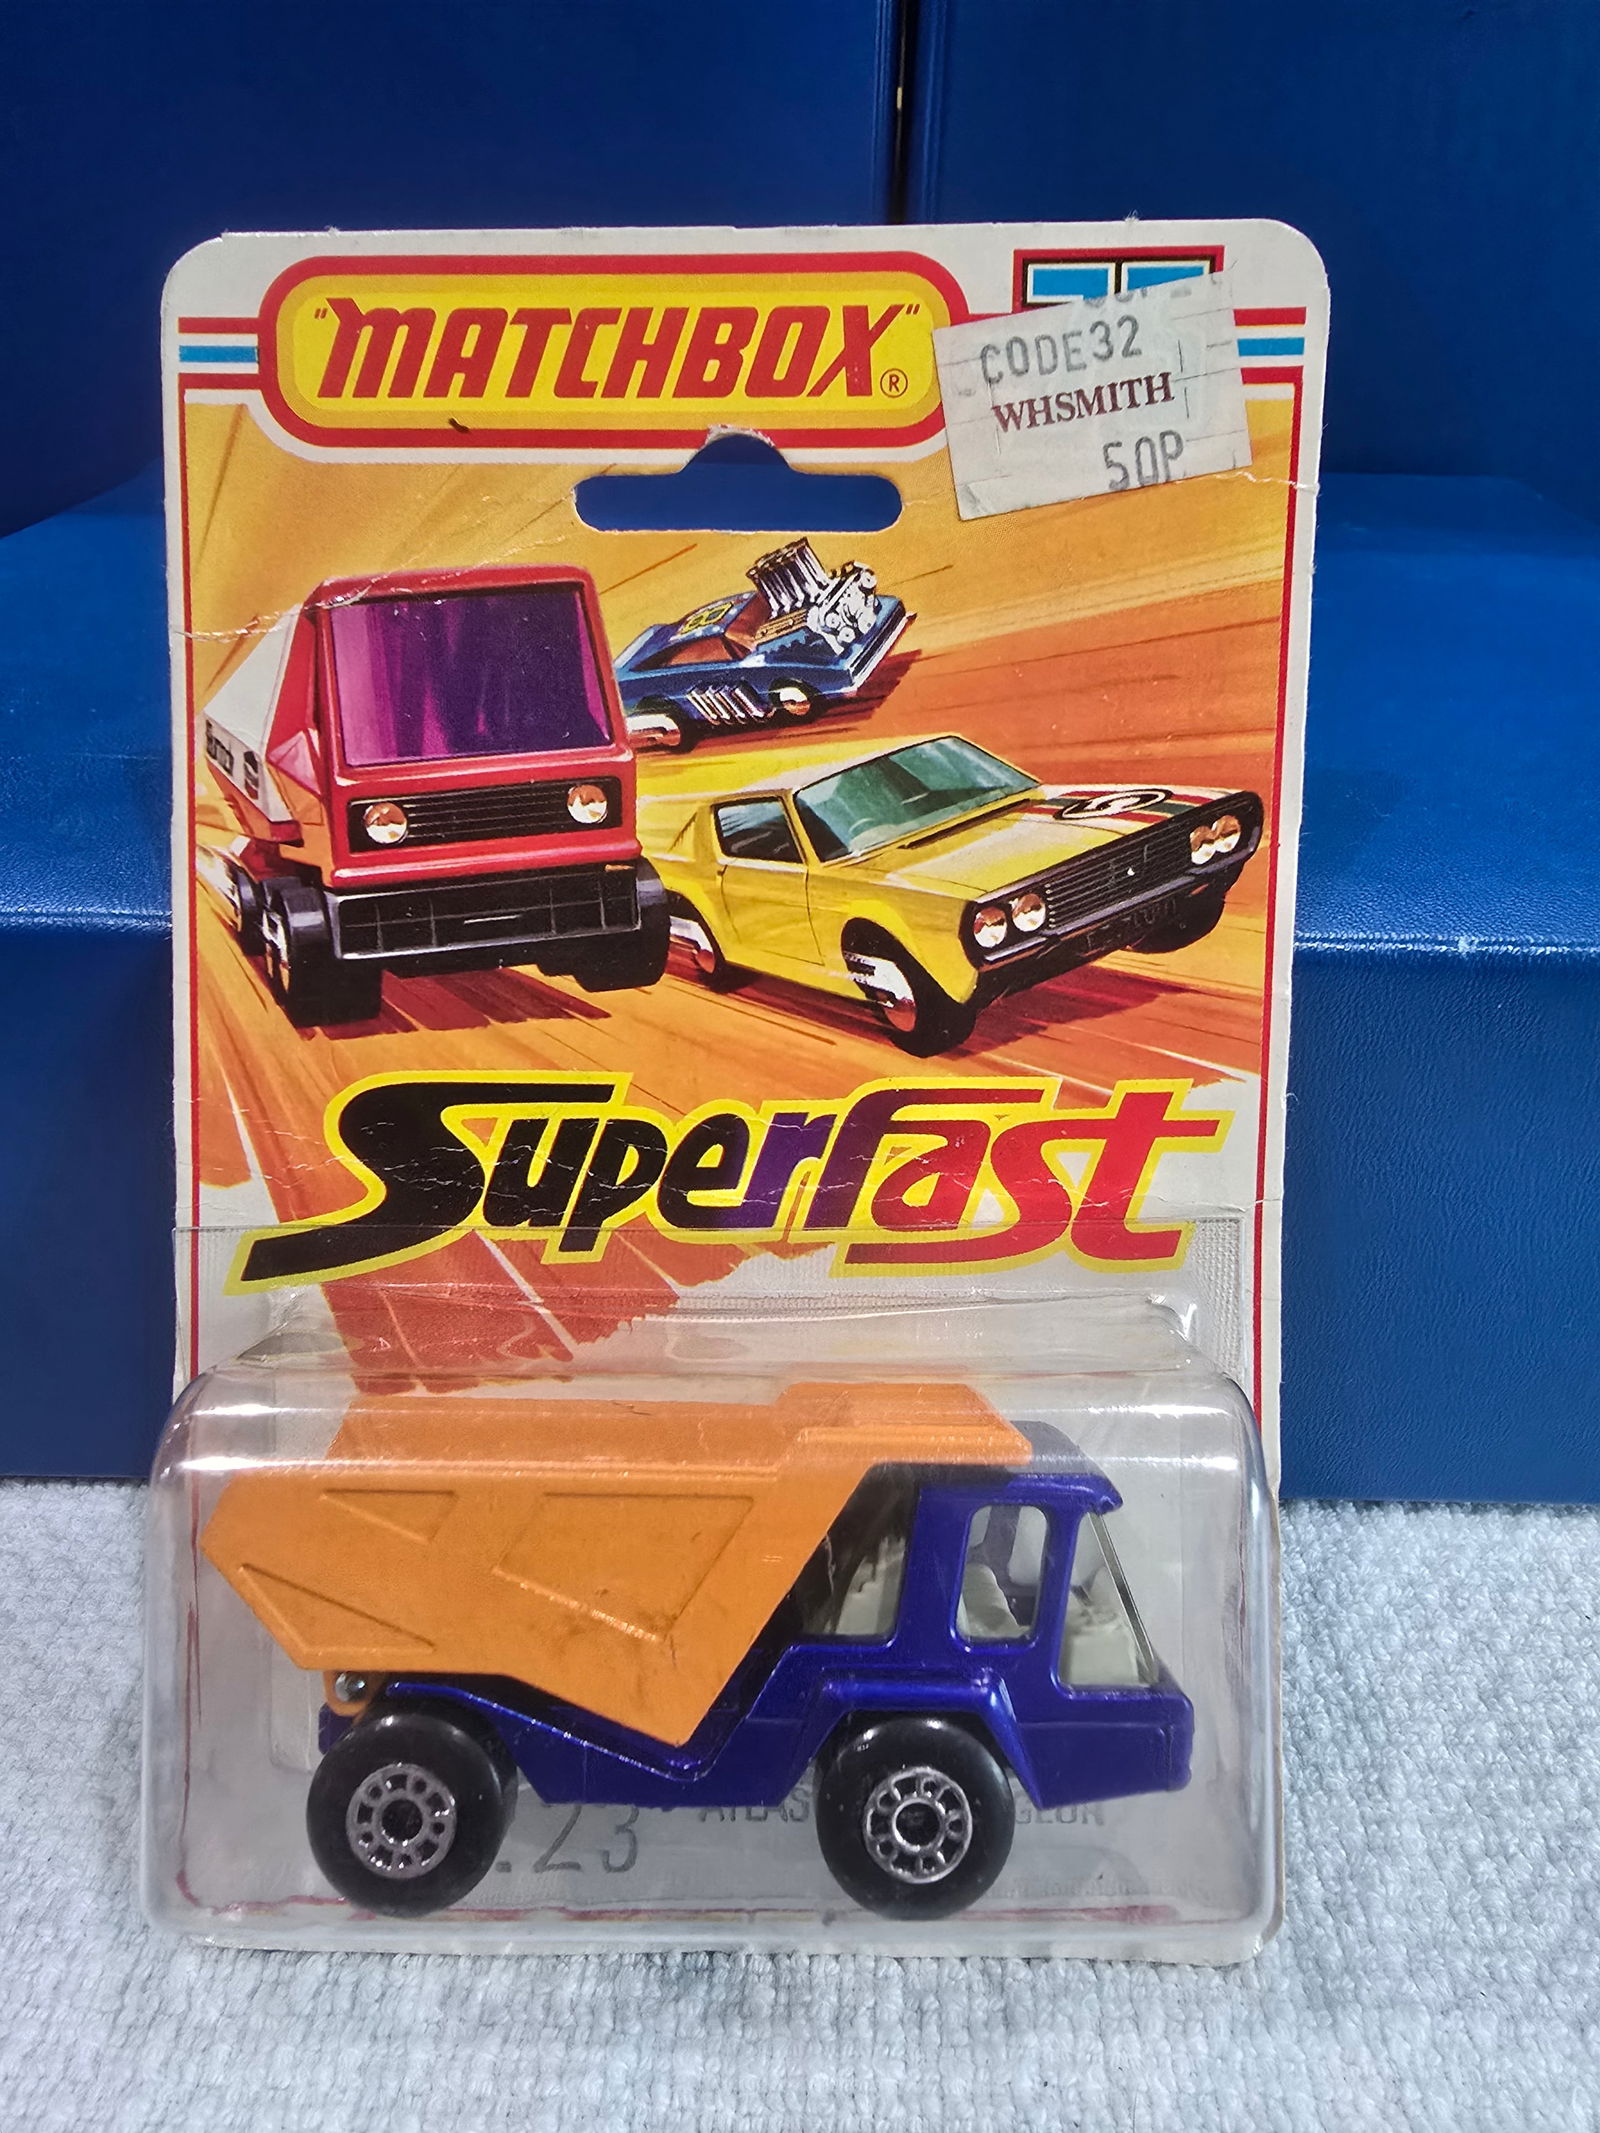 "MATCHBOX"®
CODE32
WHSMITH
50P
Superfast
.23